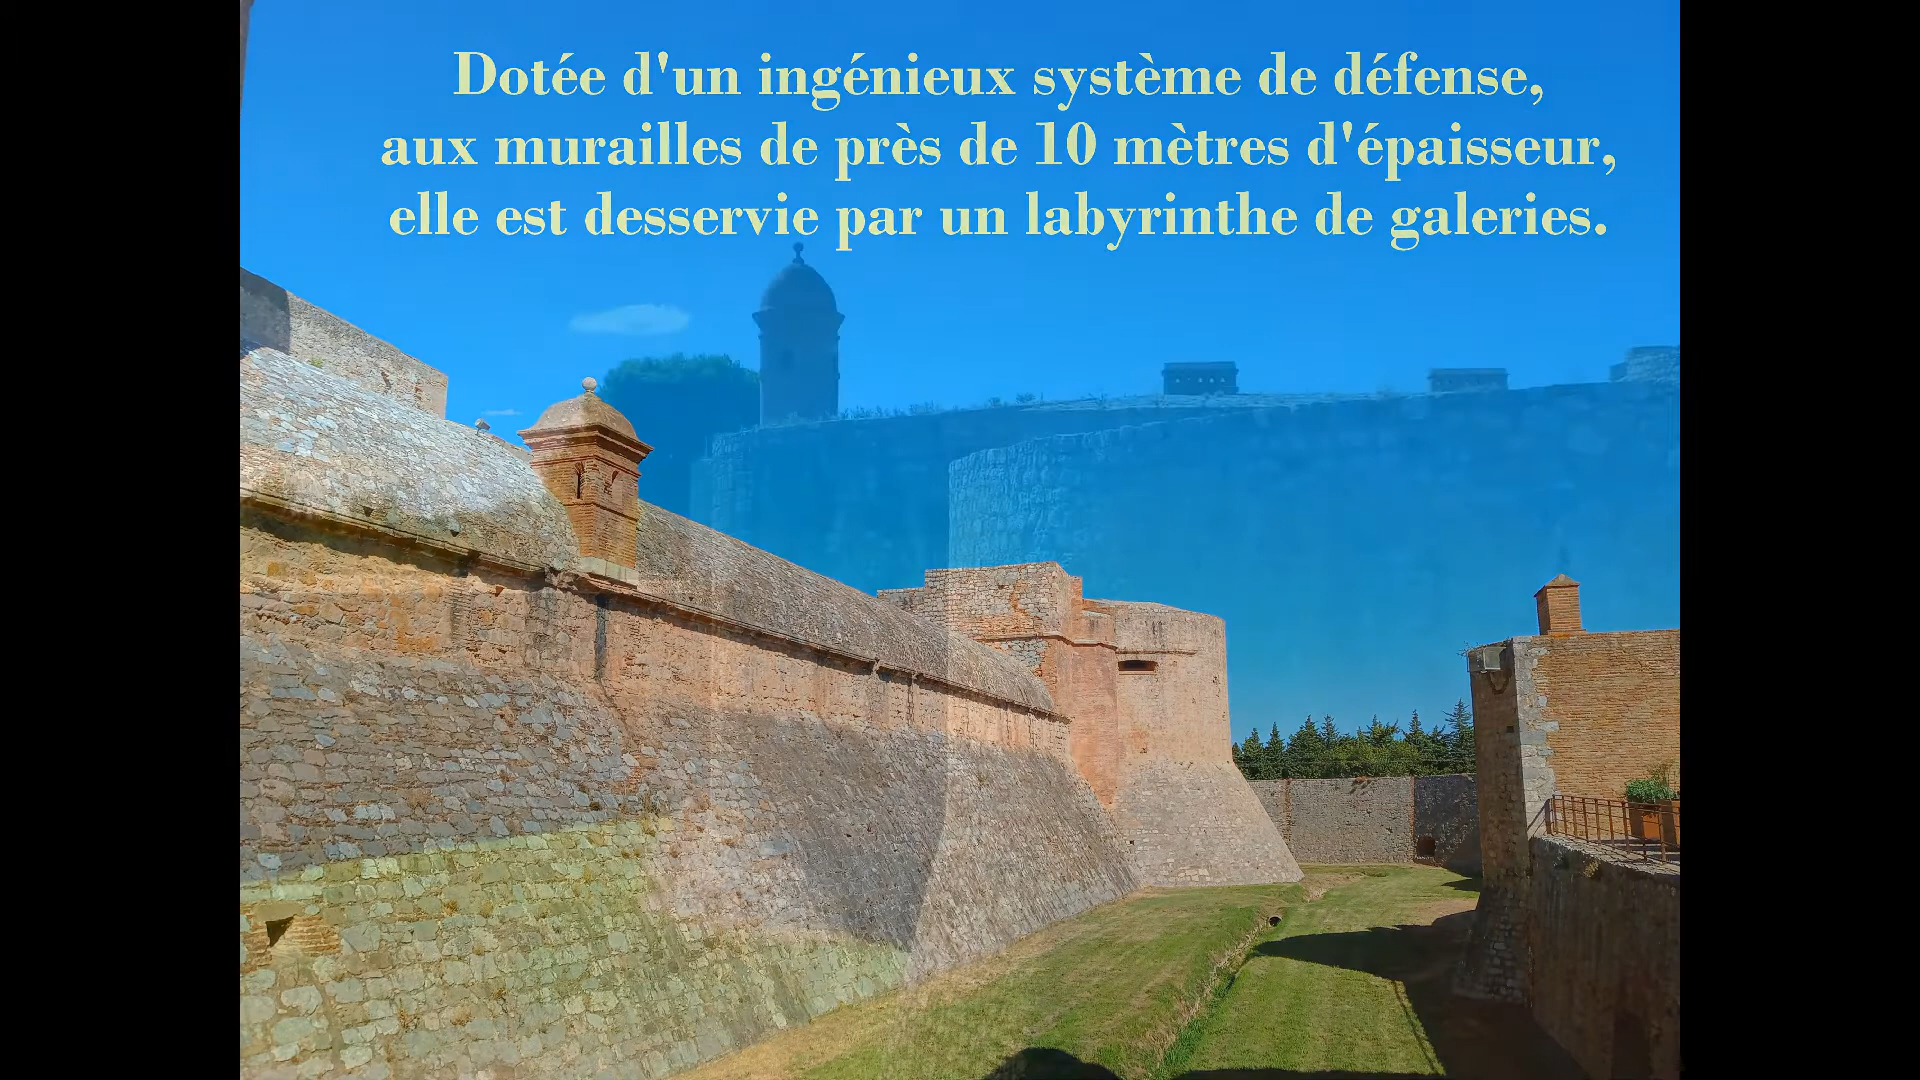 Dotée d'un ingénieux système de défense,
aux murailles de près de 10 mètres d'épaisseur,
elle est desservie par un labyrinthe de galeries.